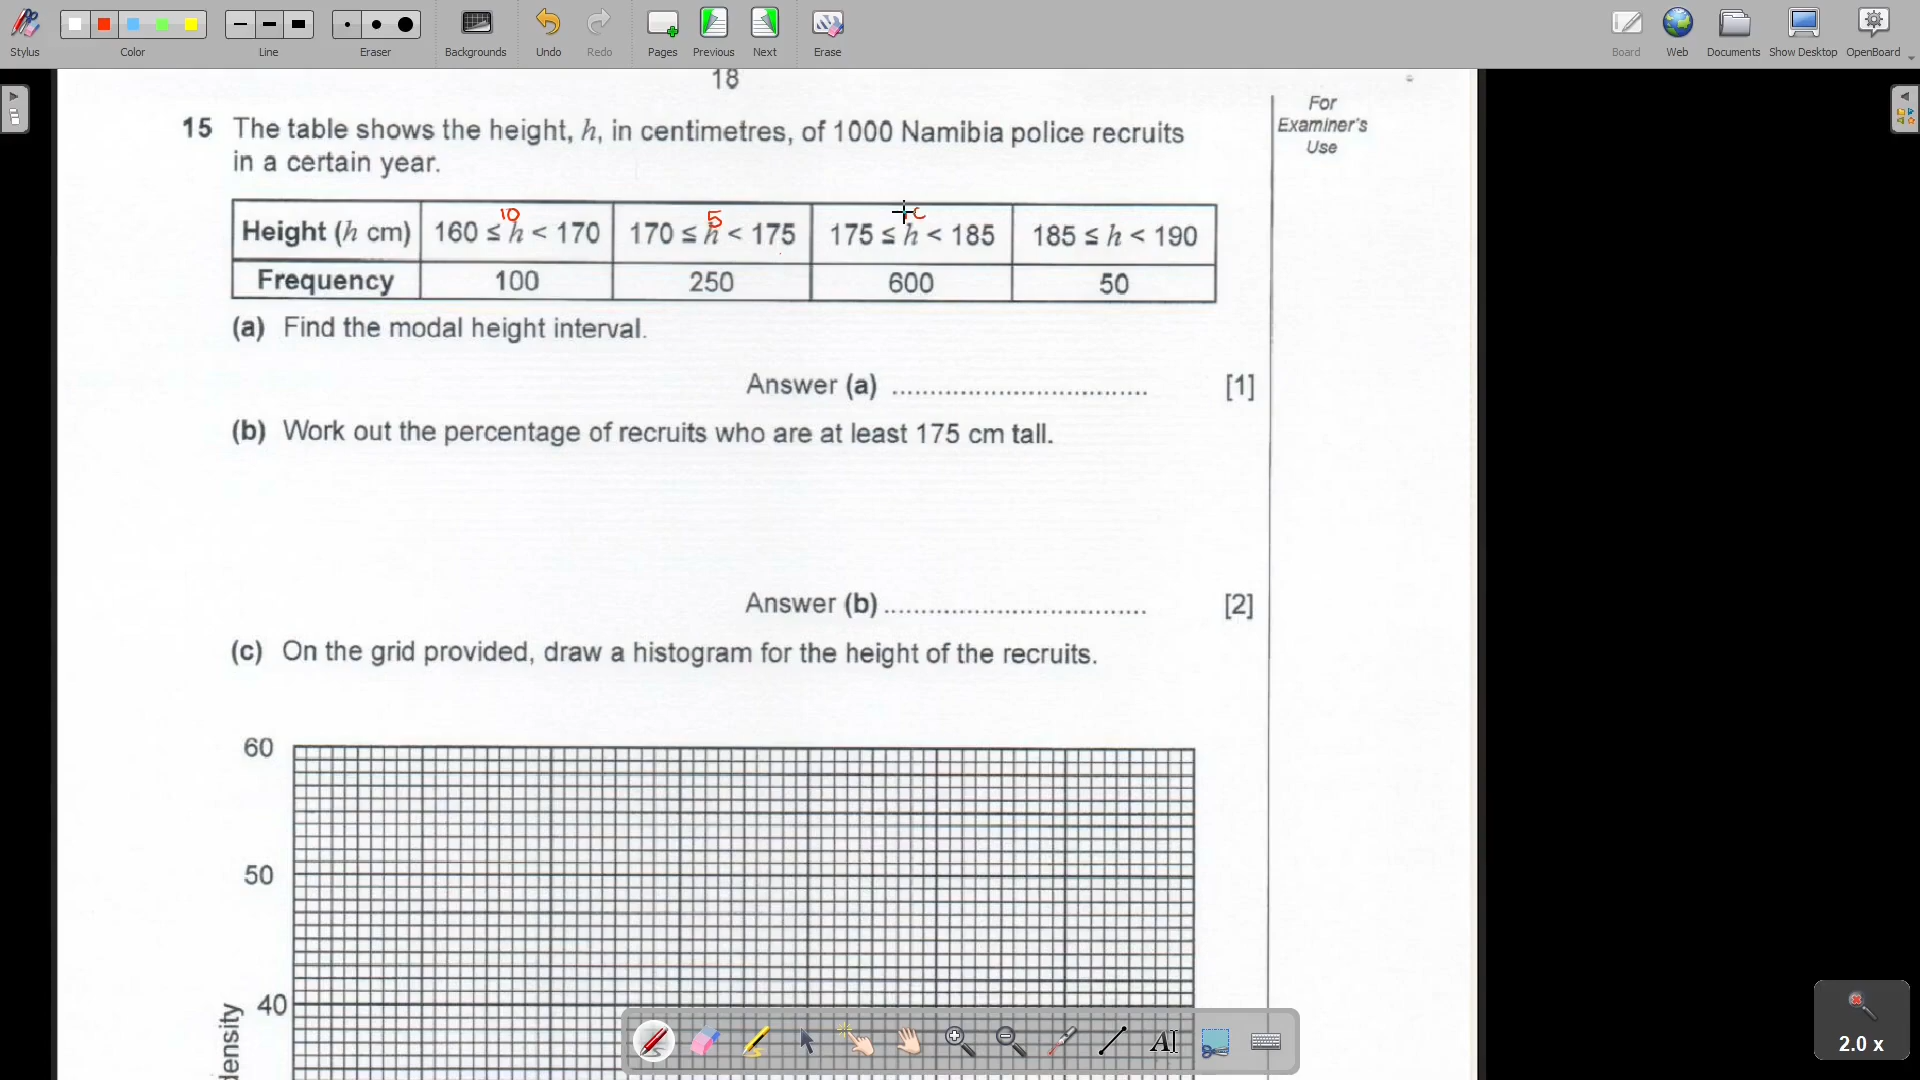 Stylus Color Line Eraser Backgrounds Undo Redo Pages Previous Next Erase Board Web Documents Show Desktop OpenBoard
18
For
Examiner's
Use
15 The table shows the height, h, in centimetres, of 1000 Namibia police recruits
in a certain year.
10 5
Height (h cm) 160 ≤ h < 170 170 ≤ h < 175 175 ≤ h < 185 185 ≤ h < 190
Frequency 100 250 600 50
(a) Find the modal height interval.
Answer (a) .................................. [1]
(b) Work out the percentage of recruits who are at least 175 cm tall.
Answer (b) .................................. [2]
(c) On the grid provided, draw a histogram for the height of the recruits.
60
50
40
density
2.0 x